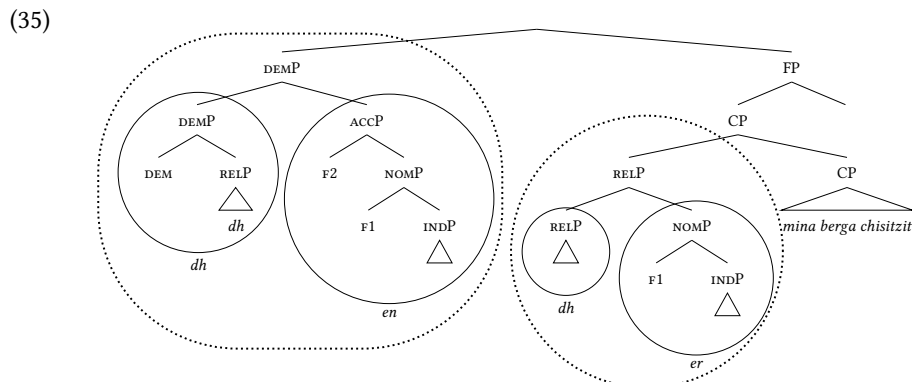 (35)
DEMP FP
DEMP ACCP CP
DEM RELP F2 NOMP RELP CP
dh F1 INDP RELP NOMP mina berga chisitzit
dh F1 INDP
en dh
er